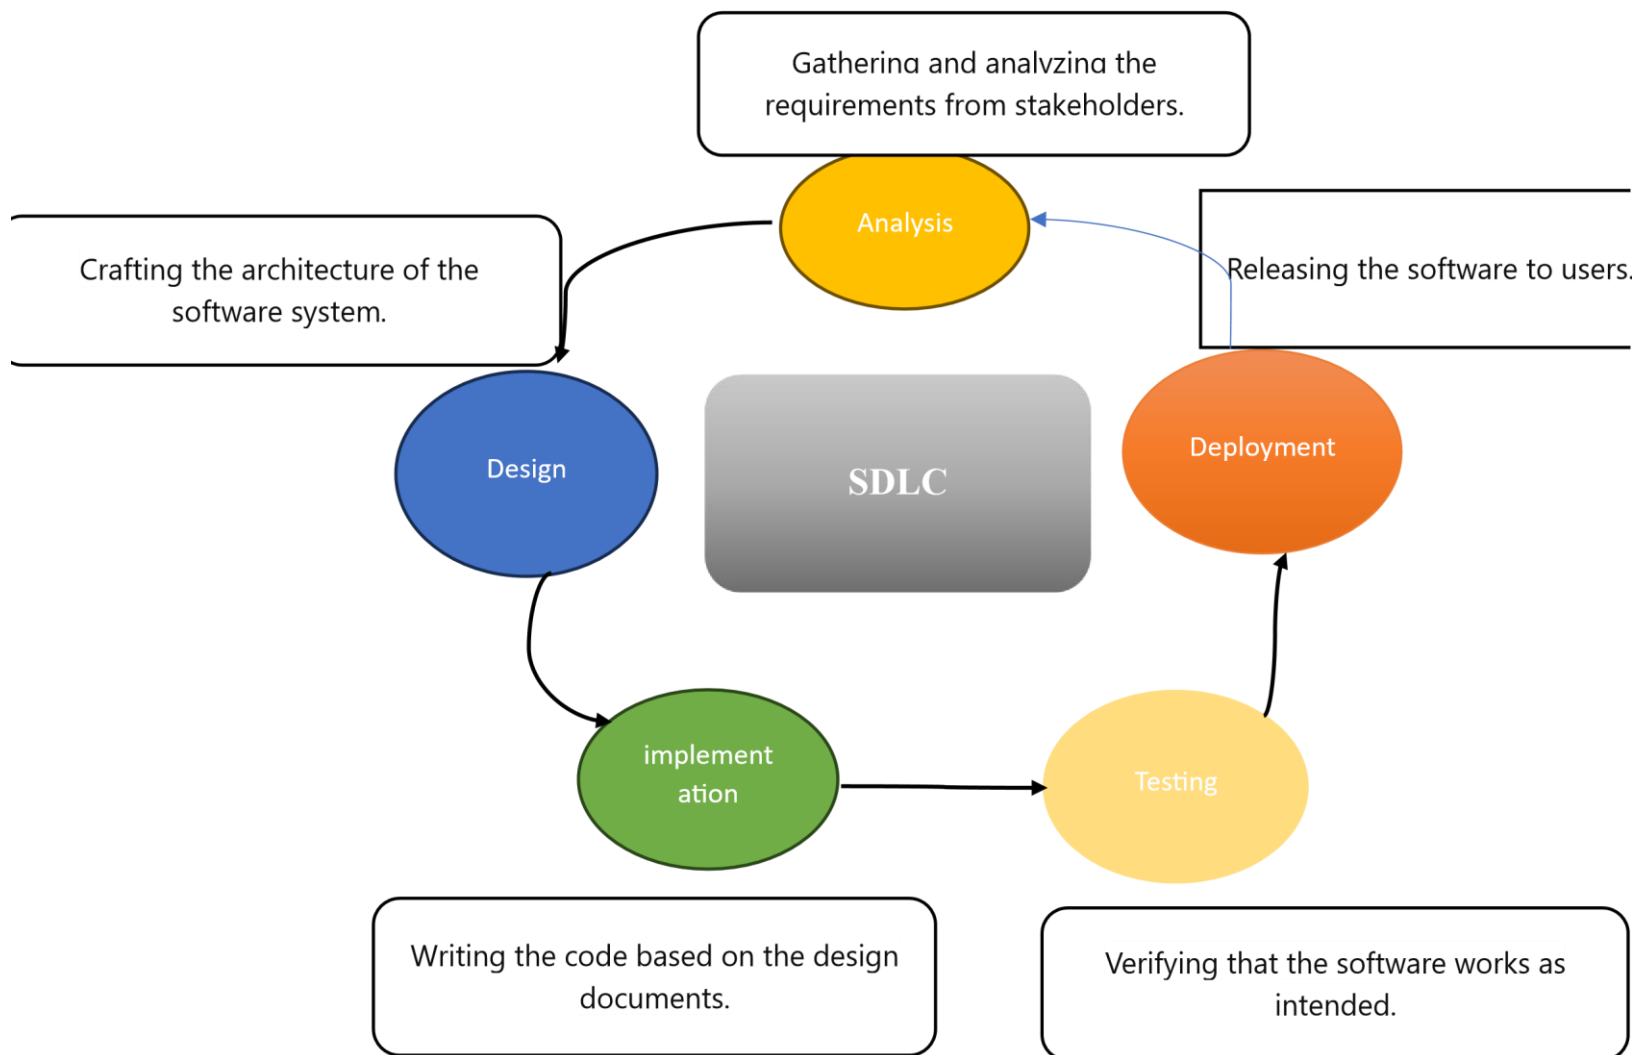 Gathering and analyzing the
requirements from stakeholders.
Analysis
Crafting the architecture of the
software system.
Releasing the software to users.
Design
SDLC
Deployment
implement
ation
Testing
Writing the code based on the design
documents.
Verifying that the software works as
intended.